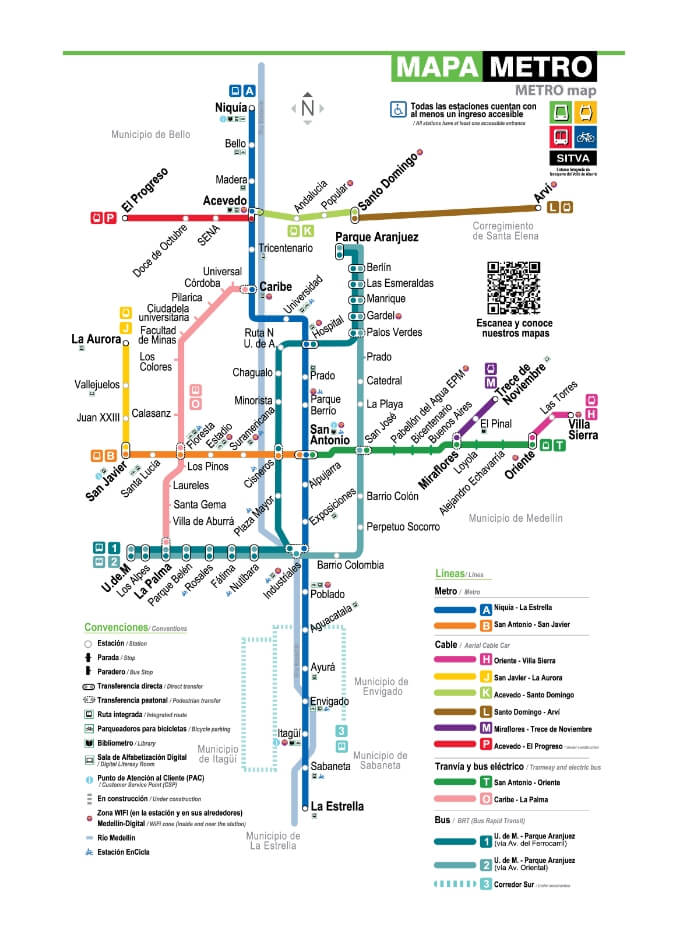 MAPA METRO
METRO map
Todas las estaciones cuentan con
al menos un ingreso accesible
/ All stations have at least one accessible entrance
SITVA
A
Niquía
Municipio de Bello
N
Bello
Madera
El Progreso
Acevedo
Andalucía
Popular
Santo Domingo
Arví
L
P
K
Doce de Octubre
SENA
Tricentenario
Corregimiento
de Santa Elena
Parque Aranjuez
Universal
Córdoba
Pilarica
Ciudadela
universitaria
Facultad
de Minas
Los
Colores
Caribe
Universidad
Hospital
Berlín
Las Esmeraldas
Manrique
Gardel
Palos Verdes
Escanea y conoce
nuestros mapas
J
La Aurora
Ruta N
U. de A.
Prado
Prado
Vallejuelos
Chagualo
Catedral
Juan XXIII
O
Calasanz
Minorista
Parque
Berrío
La Playa
M
Trece de
Noviembre
Pabellón del Agua EPM
Bicentenario
Buenos Aires
El Pinal
Las Torres
H
Villa
Sierra
Floresta
Estadio
Suramericana
San
Antonio
San José
B
T
San Javier
Santa Lucía
Los Pinos
Cisneros
Alpujarra
Miraflores
Loyola
Alejandro Echavarría
Oriente
Laureles
Santa Gema
Villa de Aburrá
Plaza Mayor
Exposiciones
Barrio Colón
Perpetuo Socorro
Municipio de Medellín
1
2
U.de.M
Los Alpes
La Palma
Parque Belén
Rosales
Fátima
Nutibara
Industriales
Barrio Colombia
Poblado
Aguacatala
Ayurá
Municipio de
Envigado
Envigado
Itagüí
3
Municipio
de Itagüí
Sabaneta
Municipio de
Sabaneta
La Estrella
Municipio de
La Estrella
Convenciones / Conventions
Estación / Station
Parada / Stop
Paradero / Bus Stop
Transferencia directa / Direct transfer
Transferencia peatonal / Pedestrian transfer
Ruta integrada / Integrated route
Parqueaderos para bicicletas / Bicycle parking
Bibliometro / Library
Sala de Alfabetización Digital
/ Digital Literacy Room
Punto de Atención al Cliente (PAC)
/ Customer Service Point (CSP)
En construcción / Under construction
Zona WIFI (en la estación y en sus alrededores)
Medellín-Digital / WIFI zone (inside and near the station)
Río Medellín
Estación EnCicla
Líneas / Lines
Metro / Metro
A Niquía - La Estrella
B San Antonio - San Javier
Cable / Aerial Cable Car
H Oriente - Villa Sierra
J San Javier - La Aurora
K Acevedo - Santo Domingo
L Santo Domingo - Arví
M Miraflores - Trece de Noviembre
P Acevedo - El Progreso
Tranvía y bus eléctrico / Tramway and electric bus
T San Antonio - Oriente
O Caribe - La Palma
Bus / BRT (Bus Rapid Transit)
1 U. de M. - Parque Aranjuez
(vía Av. del Ferrocarril)
2 U. de M. - Parque Aranjuez
(vía Av. Oriental)
3 Corredor Sur